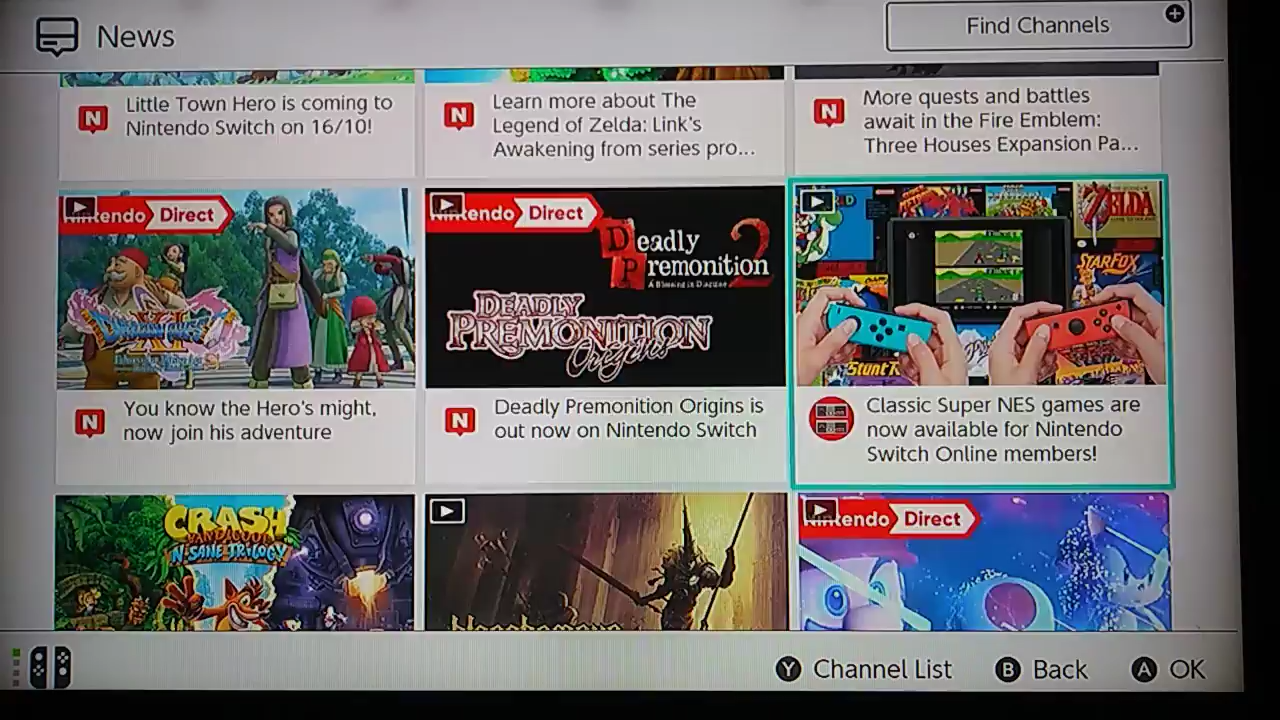 News
Find Channels
Little Town Hero is coming to
Nintendo Switch on 16/10!
Learn more about The
Legend of Zelda: Link's
Awakening from series pro...
More quests and battles
await in the Fire Emblem:
Three Houses Expansion Pa...
Nintendo Direct
You know the Hero's might,
now join his adventure
Nintendo Direct
Deadly
Premonition 2
DEADLY
PREMONITION
Origins
Deadly Premonition Origins is
out now on Nintendo Switch
ZELDA
STARFOX
Classic Super NES games are
now available for Nintendo
Switch Online members!
CRASH
BANDICOOT
N·SANE TRILOGY
Nintendo Direct
Y Channel List
B Back
A OK